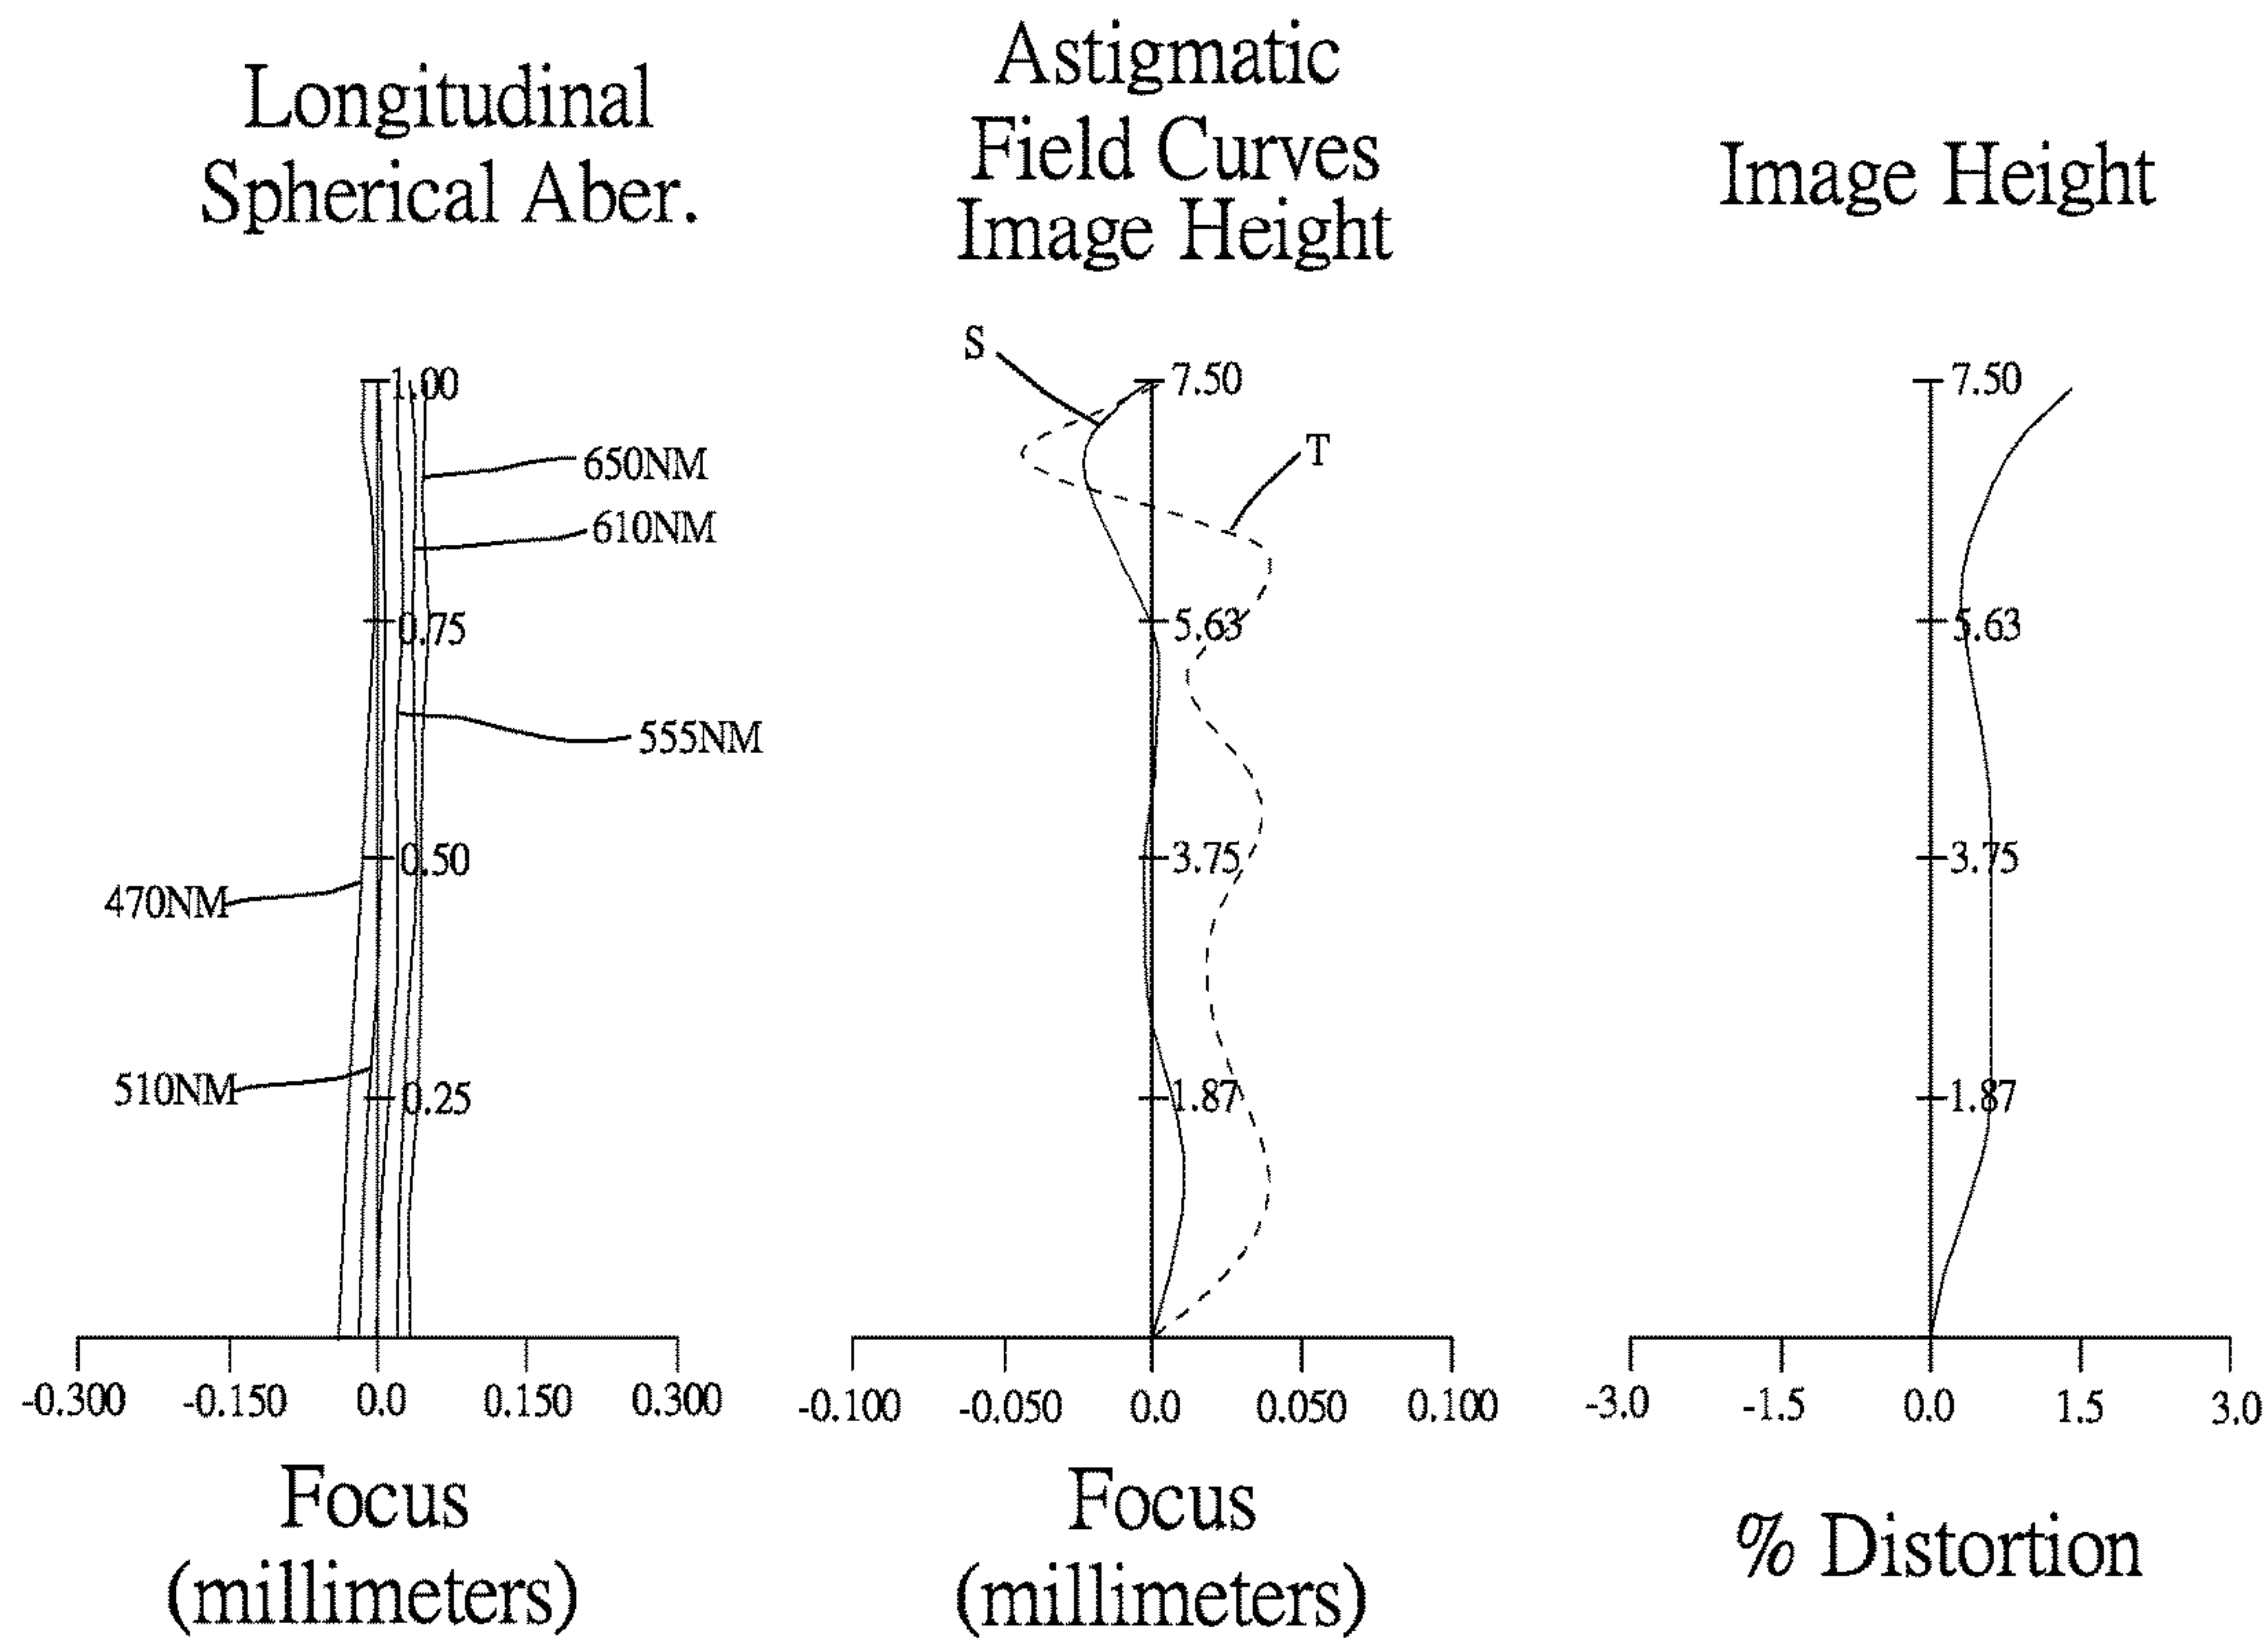 Longitudinal
Spherical Aber.
1.00
650NM
610NM
0.75
555NM
0.50
470NM
510NM
0.25
-0.300 -0.150 0.0 0.150 0.300
Focus
(millimeters)
Astigmatic
Field Curves
Image Height
S
7.50
T
5.63
3.75
1.87
-0.100 -0.050 0.0 0.050 0.100
Focus
(millimeters)
Image Height
7.50
5.63
3.75
1.87
-3.0 -1.5 0.0 1.5 3.0
% Distortion